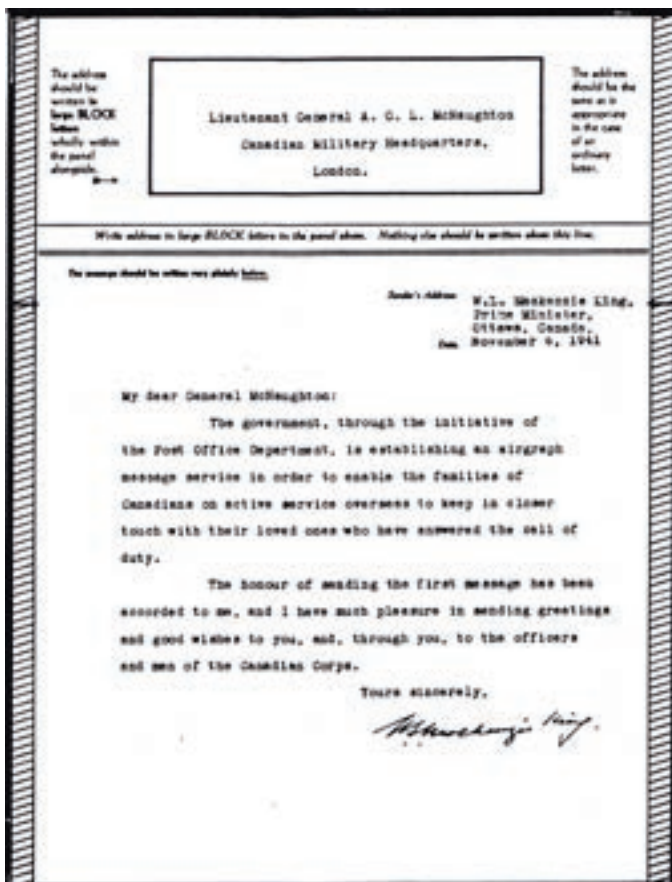 The address
should be
written in
large BLOCK
letters
wholly within
the panel
alongside.
Lieutenant General A. G. L. McNaughton
Canadian Military Headquarters,
London.
The address
should be the
same as is
appropriate
in the case
of an
ordinary
letter.
Write address in large BLOCK letters in the panel above. Nothing else should be written above this line.
The message should be written very plainly below.
Sender's Address
W.L. Mackenzie King,
Prime Minister,
Ottawa, Canada.
Date November 6, 1941
My dear General McNaughton:
The government, through the initiative of
the Post Office Department, is establishing an airgraph
message service in order to enable the families of
Canadians on active service overseas to keep in closer
touch with their loved ones who have answered the call of
duty.
The honour of sending the first message has been
accorded to me, and I have much pleasure in sending greetings
and good wishes to you, and, through you, to the officers
and men of the Canadian Corps.
Yours sincerely,
W.L. Mackenzie King.